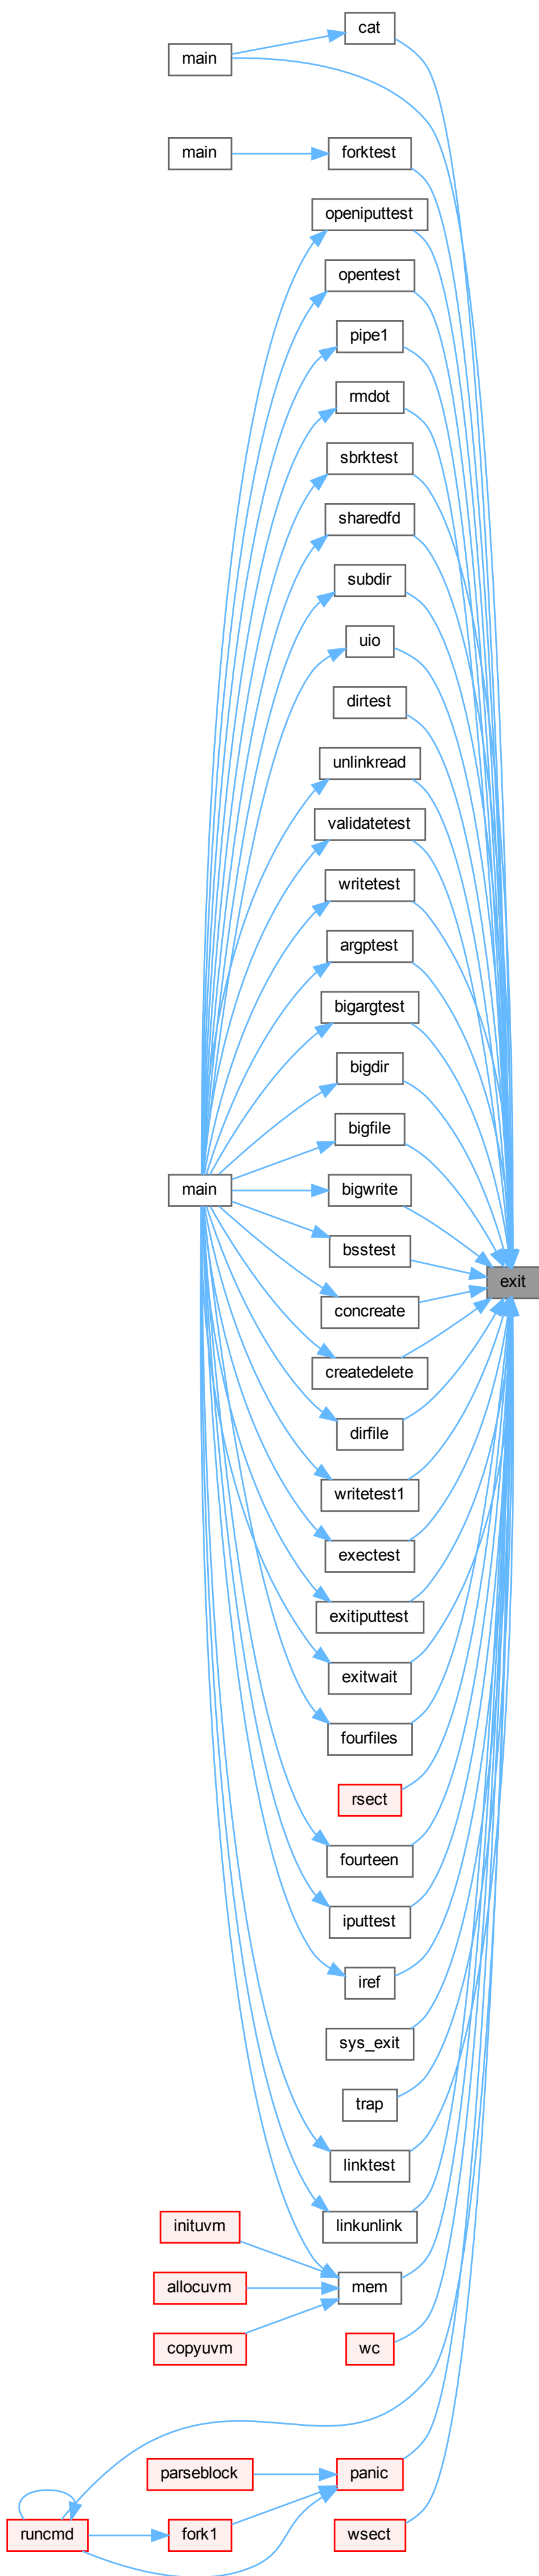 cat
main
main
forktest
openiputtest
opentest
pipe1
rmdot
sbrktest
sharedfd
subdir
uio
dirtest
unlinkread
validatetest
writetest
argptest
bigargtest
bigdir
bigfile
main
bigwrite
bsstest
exit
concreate
createdelete
dirfile
writetest1
exectest
exitiputtest
exitwait
fourfiles
rsect
fourteen
iputtest
iref
sys_exit
trap
linktest
inituvm
linkunlink
allocuvm
mem
copyuvm
wc
parseblock
panic
runcmd
fork1
wsect